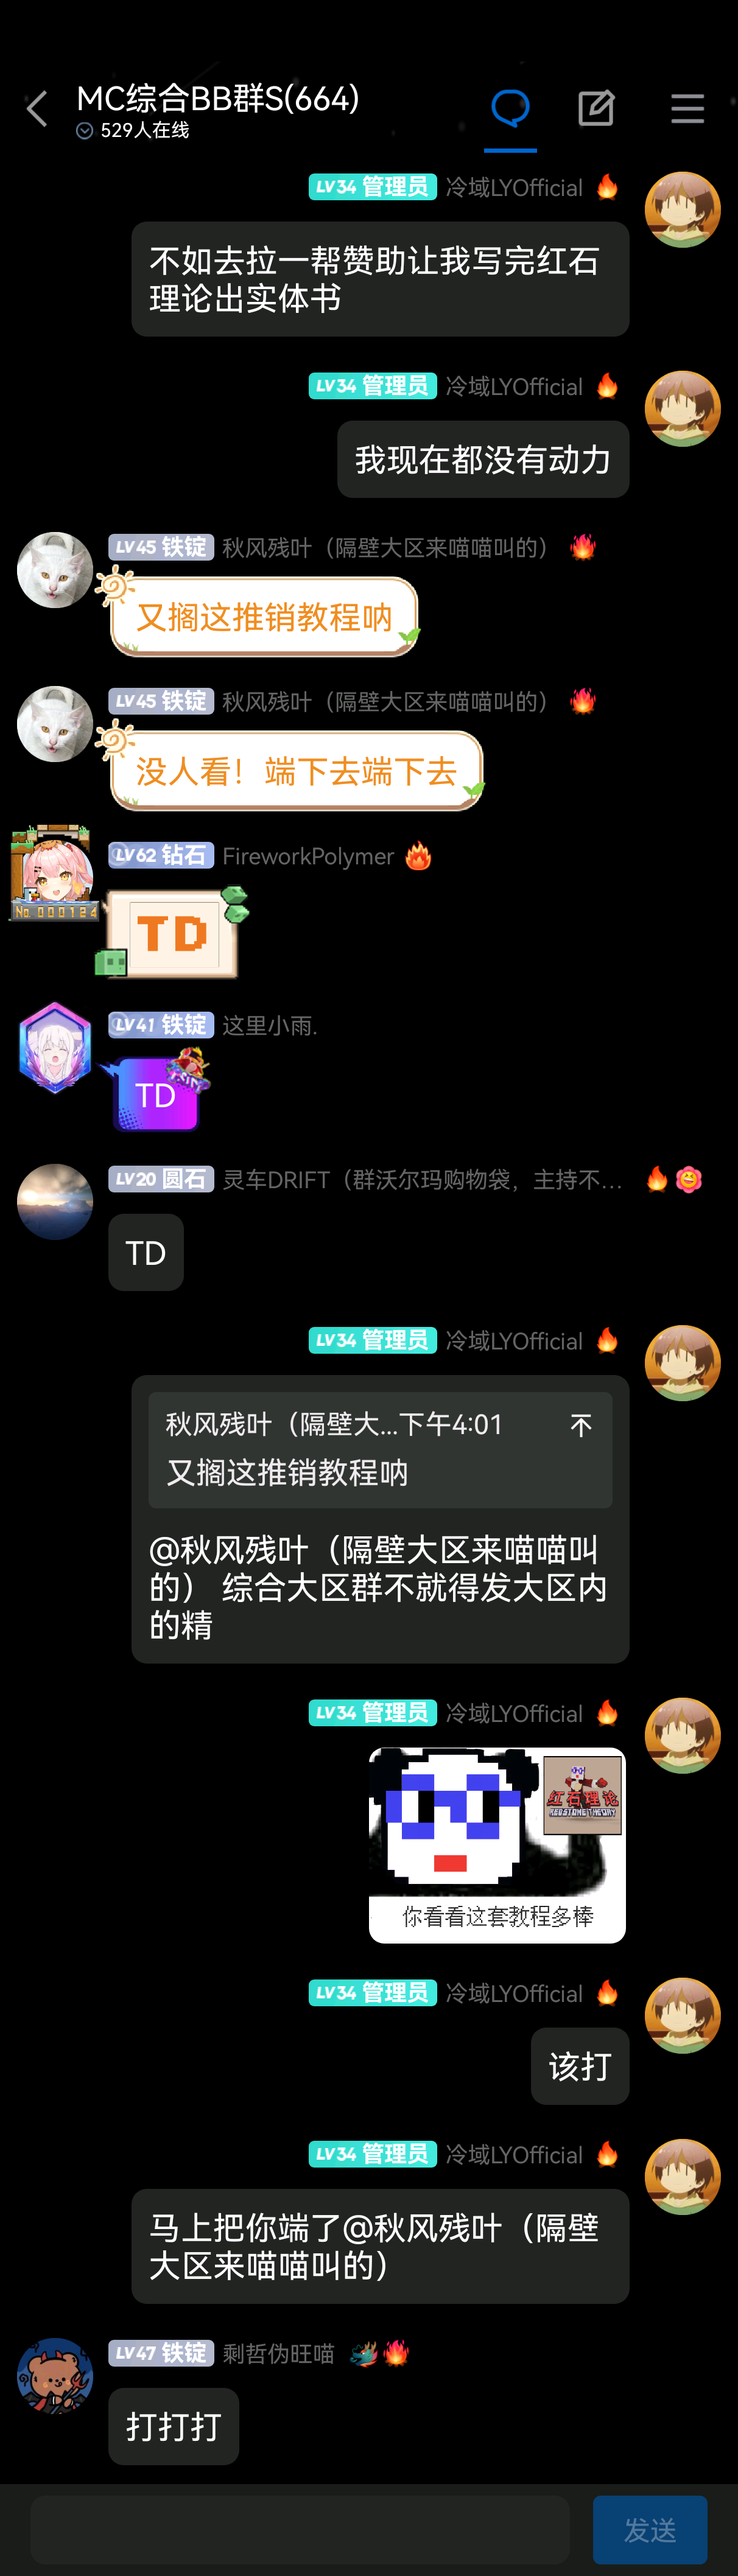 MC综合BB群S(664)
529人在线
LV34 管理员 冷域LYOfficial
不如去拉一帮赞助让我写完红石
理论出实体书
LV34 管理员 冷域LYOfficial
我现在都没有动力
LV45 铁锭 秋风残叶（隔壁大区来喵喵叫的）
又搁这推销教程呐
LV45 铁锭 秋风残叶（隔壁大区来喵喵叫的）
没人看！端下去端下去
LV62 钻石 FireworkPolymer
No.000124
TD
LV41 铁锭 这里小雨.
TD
LV20 圆石 灵车DRIFT（群沃尔玛购物袋，主持不...
TD
LV34 管理员 冷域LYOfficial
秋风残叶（隔壁大...下午4:01
又搁这推销教程呐
@秋风残叶（隔壁大区来喵喵叫
的） 综合大区群不就得发大区内
的精
LV34 管理员 冷域LYOfficial
红石理论
REDSTONE THEORY
你看看这套教程多棒
LV34 管理员 冷域LYOfficial
该打
LV34 管理员 冷域LYOfficial
马上把你端了@秋风残叶（隔壁
大区来喵喵叫的）
LV47 铁锭 剩哲伪旺喵
打打打
发送